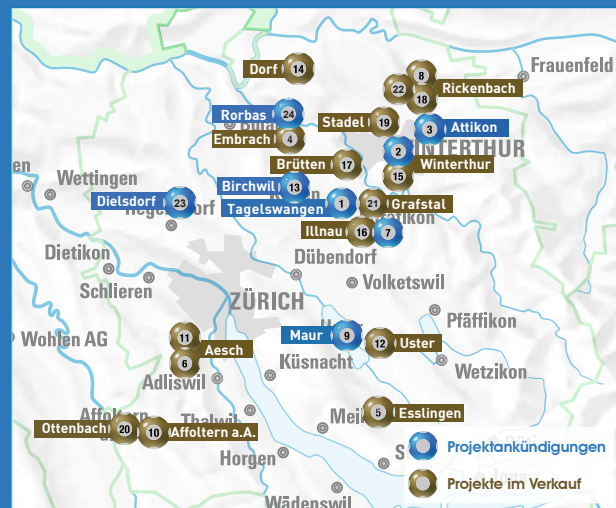 Dorf 14
8
Frauenfeld
22
Rickenbach
18
Rorbas 24
Stadel 19
3 Attikon
Embrach 4
2
WINTERTHUR
Brütten 17
15 Winterthur
Wettingen
Birchwil 13
Dielsdorf 23
Tagelswangen 1
21 Grafstal
Illnau 16
7
Dietikon
Dübendorf
Schlieren
Volketswil
ZÜRICH
Pfäffikon
Wohlen AG
11
Maur 9
12 Uster
Aesch
6
Küsnacht
Wetzikon
Adliswil
Affoltern
Thalwil
5 Esslingen
Ottenbach 20
10 Affoltern a.A.
Horgen
Projektankündigungen
Projekte im Verkauf
Wädenswil